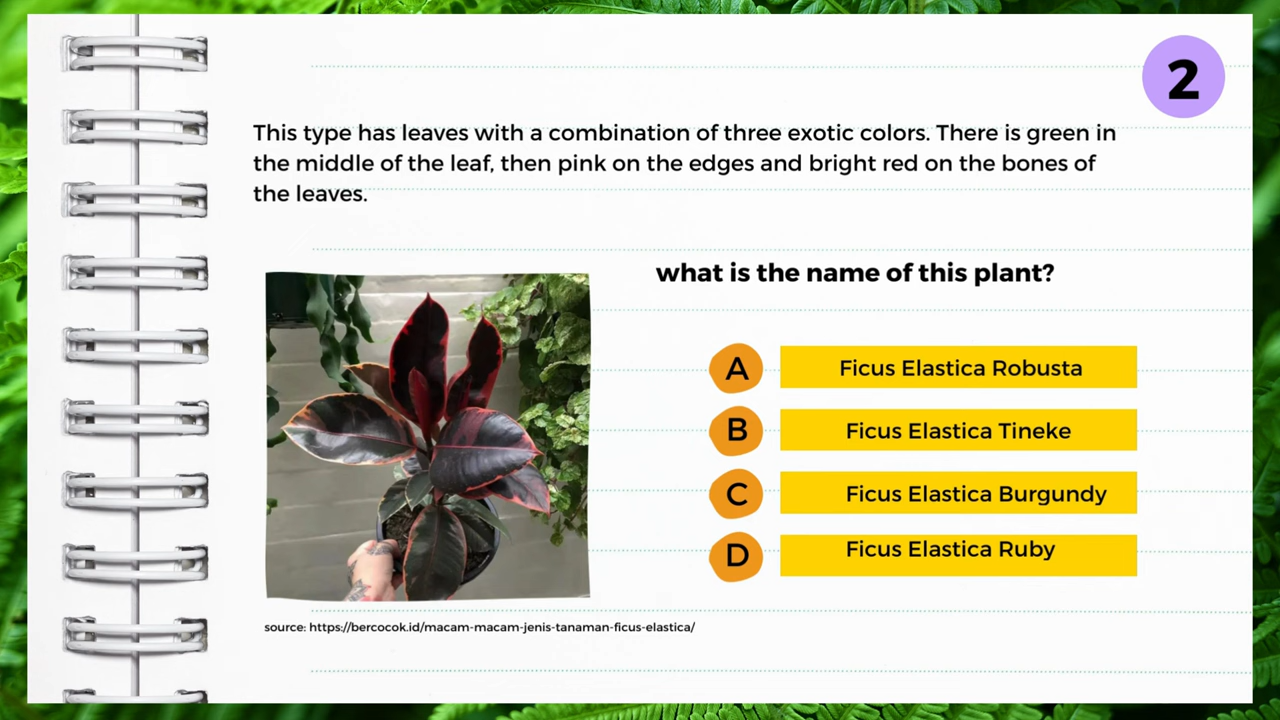 2
This type has leaves with a combination of three exotic colors. There is green in
the middle of the leaf, then pink on the edges and bright red on the bones of
the leaves.
what is the name of this plant?
A Ficus Elastica Robusta
B Ficus Elastica Tineke
C Ficus Elastica Burgundy
D Ficus Elastica Ruby
source: https://bercocok.id/macam-macam-jenis-tanaman-ficus-elastica/